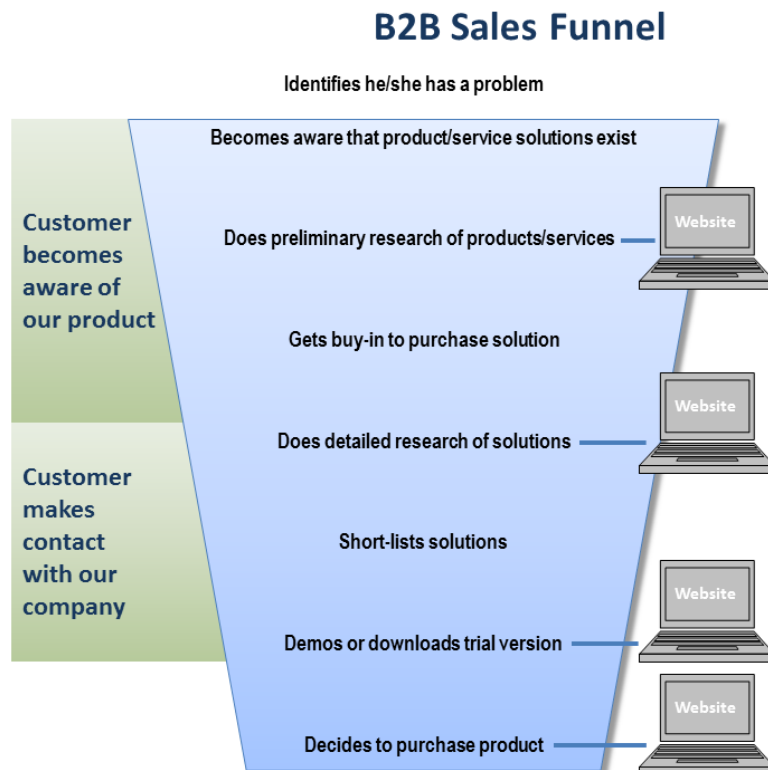 B2B Sales Funnel
Identifies he/she has a problem
Becomes aware that product/service solutions exist
Customer
becomes
aware of
our product
Does preliminary research of products/services
Website
Gets buy-in to purchase solution
Does detailed research of solutions
Website
Customer
makes
contact
with our
company
Short-lists solutions
Demos or downloads trial version
Website
Decides to purchase product
Website